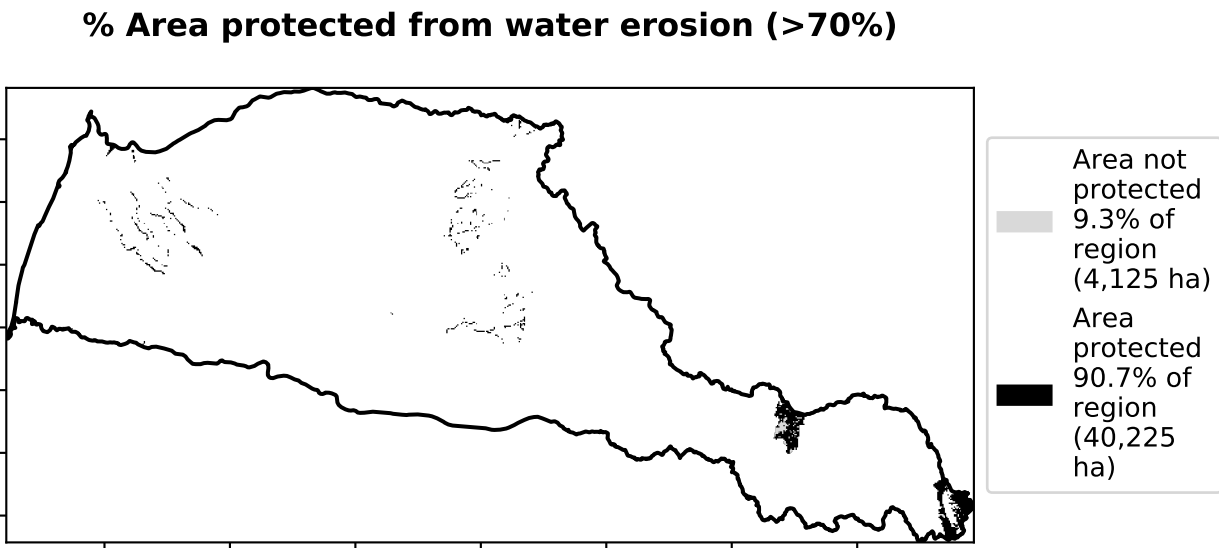 % Area protected from water erosion (>70%)
Area not
protected
9.3% of
region
(4,125 ha)
Area
protected
90.7% of
region
(40,225
ha)